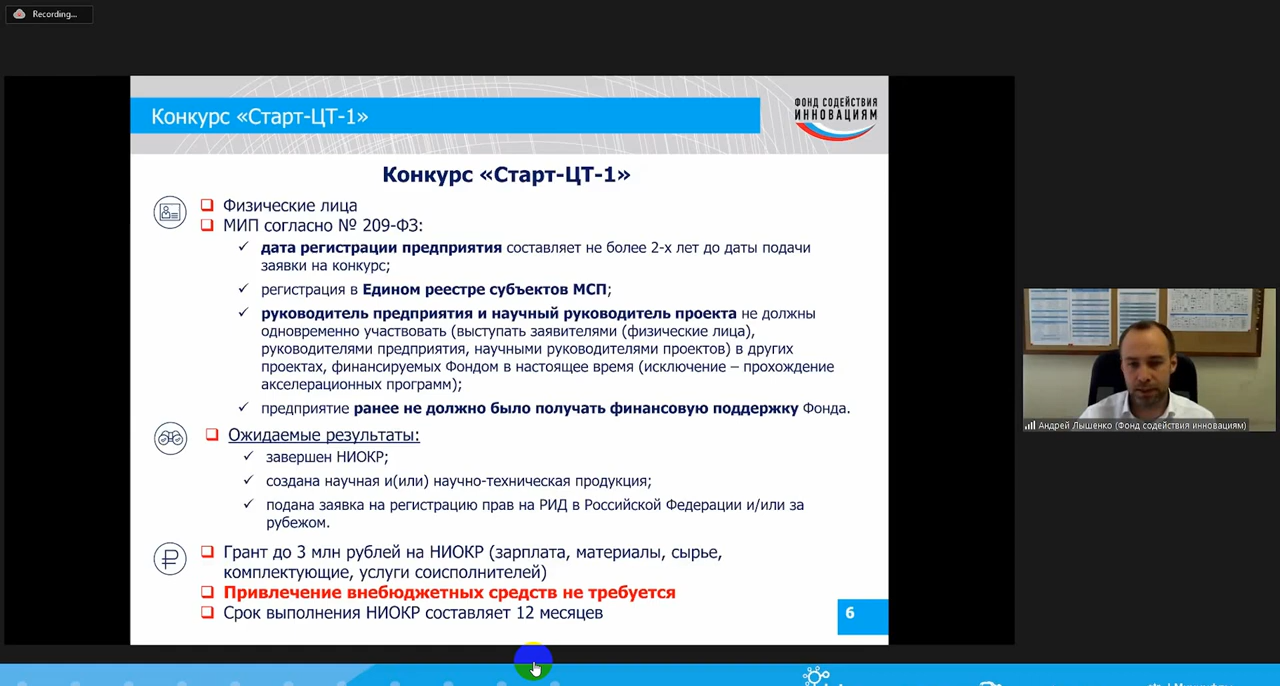 Recording...
Конкурс «Старт-ЦТ-1»
ФОНД СОДЕЙСТВИЯ
ИННОВАЦИЯМ
Конкурс «Старт-ЦТ-1»
Физические лица
МИП согласно № 209-ФЗ:
дата регистрации предприятия составляет не более 2-х лет до даты подачи
заявки на конкурс;
регистрация в Едином реестре субъектов МСП;
руководитель предприятия и научный руководитель проекта не должны
одновременно участвовать (выступать заявителями (физические лица),
руководителями предприятия, научными руководителями проектов) в других
проектах, финансируемых Фондом в настоящее время (исключение – прохождение
акселерационных программ);
предприятие ранее не должно было получать финансовую поддержку Фонда.
Ожидаемые результаты:
завершен НИОКР;
создана научная и(или) научно-техническая продукция;
подана заявка на регистрацию прав на РИД в Российской Федерации и/или за
рубежом.
Грант до 3 млн рублей на НИОКР (зарплата, материалы, сырье,
комплектующие, услуги соисполнителей)
Привлечение внебюджетных средств не требуется
Срок выполнения НИОКР составляет 12 месяцев
6
Андрей Лышенко (Фонд содействия инновациям)